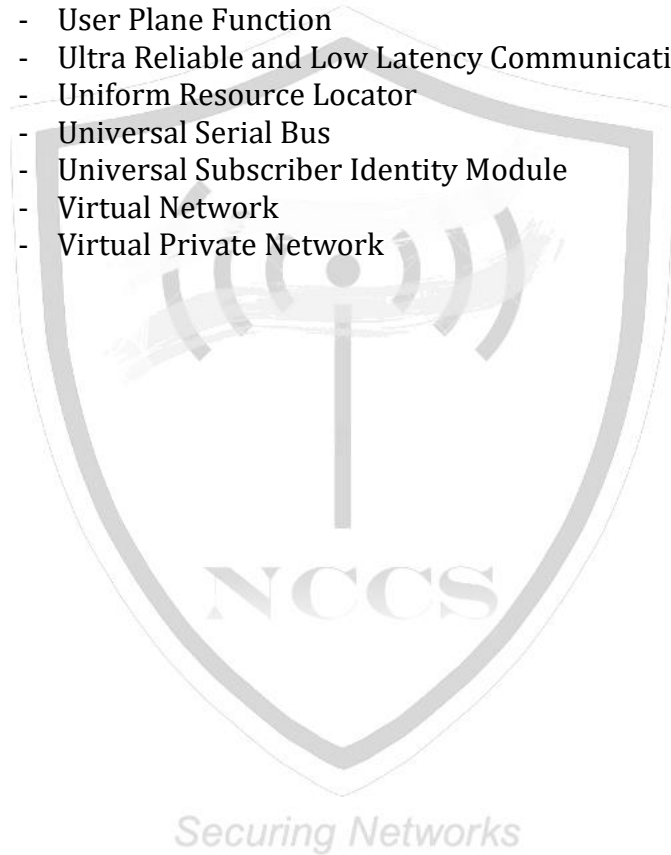 - User Plane Function
- Ultra Reliable and Low Latency Communicati
- Uniform Resource Locator
- Universal Serial Bus
- Universal Subscriber Identity Module
- Virtual Network
- Virtual Private Network
NCCS
Securing Networks